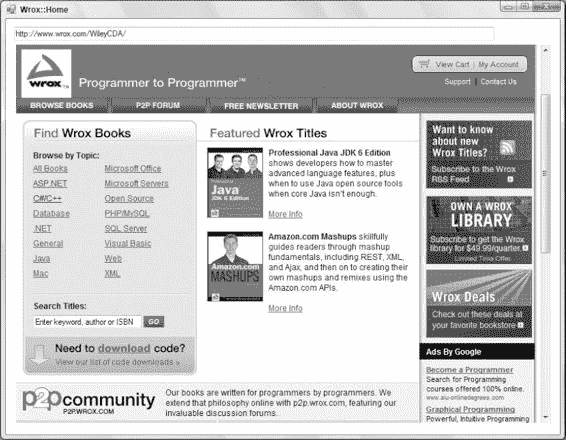 Wrox::Home
http://www.wrox.com/WileyCDA/
wrox™
Programmer to Programmer™
View Cart | My Account
Support | Contact Us
BROWSE BOOKS
P2P FORUM
FREE NEWSLETTER
ABOUT WROX
Find Wrox Books
Browse by Topic:
All Books
Microsoft Office
ASP.NET
Microsoft Servers
C#/C++
Open Source
Database
PHP/MySQL
.NET
SQL Server
General
Visual Basic
Java
Web
Mac
XML
Search Titles:
Enter keyword, author or ISBN
GO
Need to download code?
View our list of code downloads »
Featured Wrox Titles
Java
JDK 6 Edition
Professional Java JDK 6 Edition
shows developers how to master
advanced language features, plus
when to use Java open source tools
when core Java isn't enough.
More Info
Amazon.com
MASHUPS
Amazon.com Mashups skillfully
guides readers through mashup
fundamentals, including REST, XML,
and Ajax, and then on to creating their
own mashups and remixes using the
Amazon.com APIs.
More Info
Want to know
about new
Wrox Titles?
Subscribe to the Wrox
RSS Feed
OWN A WROX
LIBRARY
Subscribe to get the Wrox
library for $49.99/quarter.
Limited Time Offer
Wrox Deals
Check out these deals at
your favorite bookstore
Ads By Google
Become a Programmer
Search for Programming
courses offered 100% online.
www.aiu-onlinedegrees.com
Graphical Programming
Powerful, Intuitive Programming
p2pcommunity
P2P.WROX.COM
Our books are written for programmers by programmers. We
extend that philosophy online with p2p.wrox.com, featuring our
invaluable discussion forums.